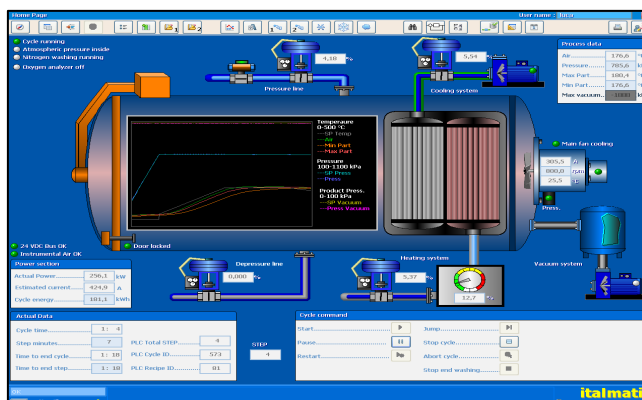 Home Page
User name : luca
Cycle running
Atmospheric pressure inside
Nitrogen washing running
Oxygen analyzer off
4,18 %
Pressure line
5,54 %
Cooling system
Process data
Air 176,6
Pressure 785,6
Max Part 180,4
Min Part 176,6
Max vacuum
Temperaure
0-500 ºC
SP Temp
Air
Min Part
Max Part
Pressure
100-1100 kPa
SP Press
Press
Product Press.
0-100 kPa
SP Vacuum
Press Vacuum
Main fan cooling
305,5 A
800,0 rpm
25,5
Press.
24 VDC Bus OK
Instrumental Air OK
Door locked
Power section
Actual Power 256,1 kW
Estimated current 424,9 A
Cycle energy 181,1 kWh
Depressure line
0,000 %
Heating system
5,37 %
12,7 %
Vacuum system
Actual Data
Cycle time 1: 4
Step minutes 7
Time to end cycle 1: 18
Time to end step 1: 18
PLC Total STEP 4
PLC Cycle ID 573
PLC Recipe ID 81
STEP
4
Cycle command
Start
Pause
Restart
Jump
Stop cycle
Abort cycle
Stop end washing
italmati